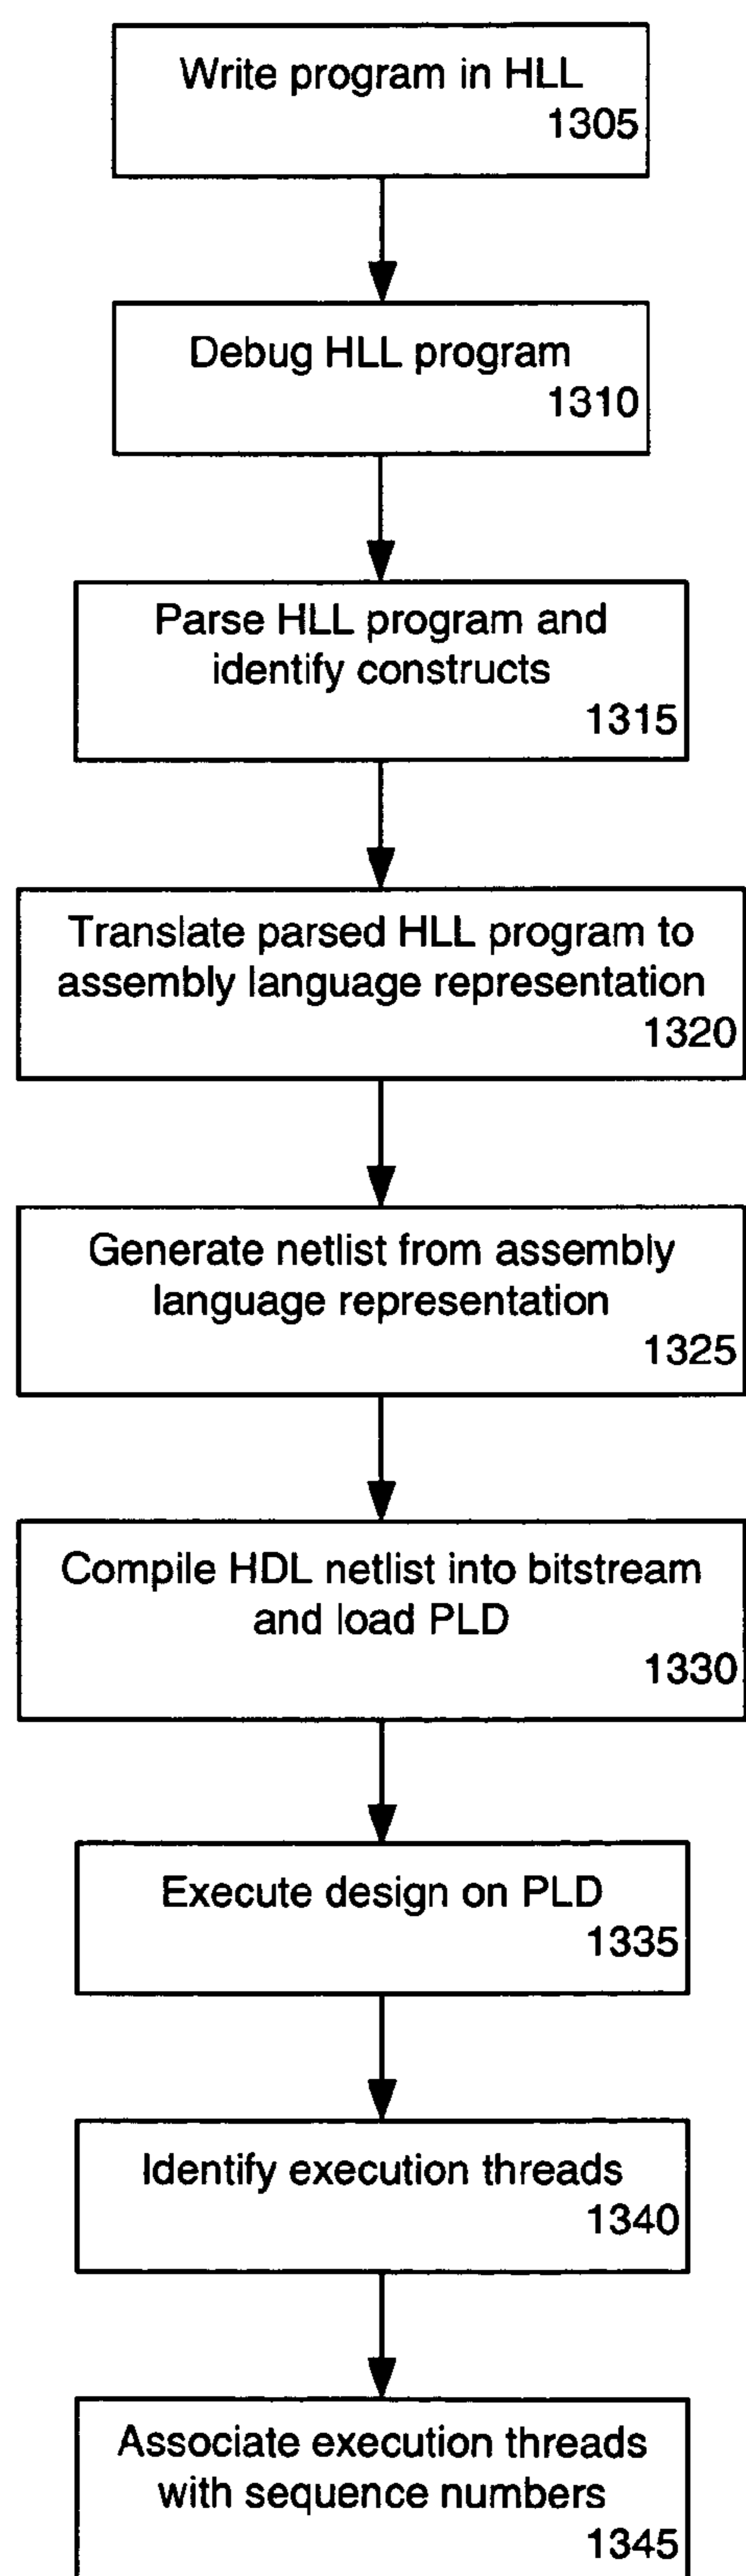 Write program in HLL
1305
Debug HLL program
1310
Parse HLL program and
identify constructs
1315
Translate parsed HLL program to
assembly language representation
1320
Generate netlist from assembly
language representation
1325
Compile HDL netlist into bitstream
and load PLD
1330
Execute design on PLD
1335
Identify execution threads
1340
Associate execution threads
with sequence numbers
1345